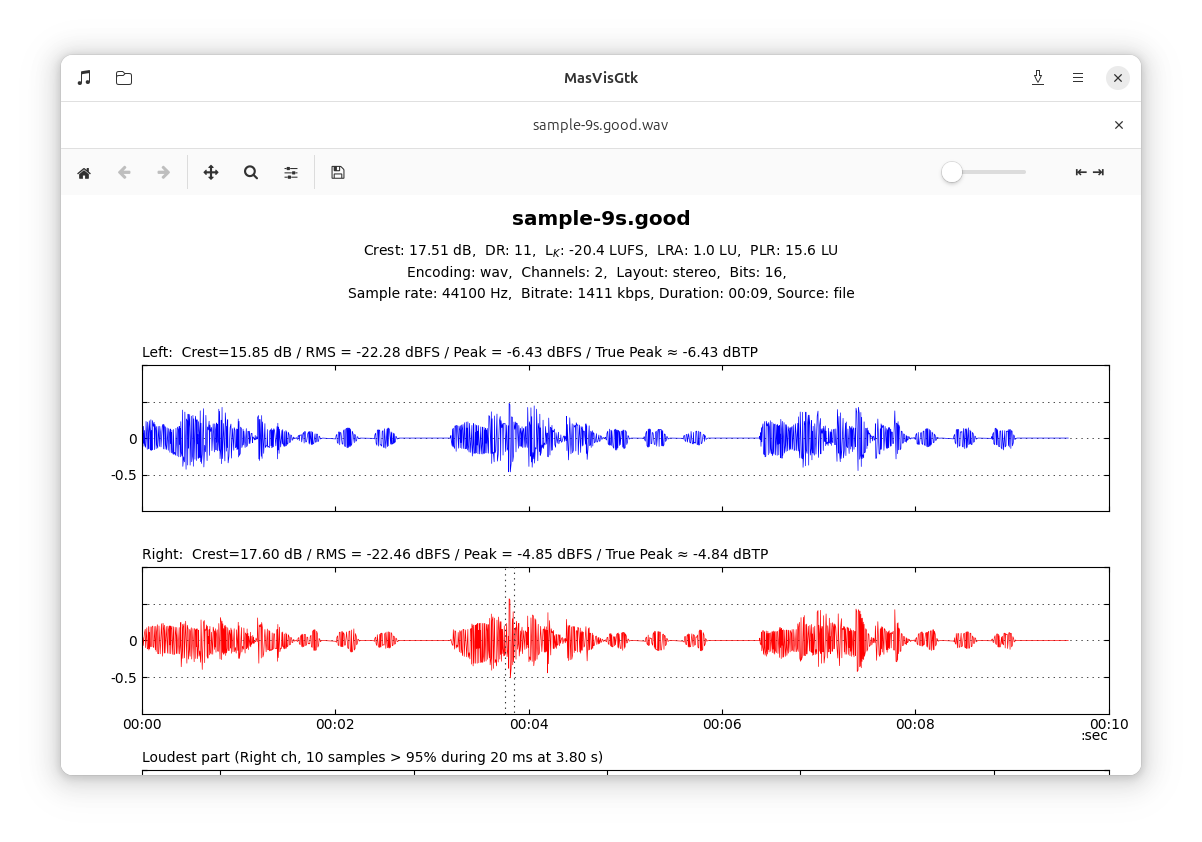 MasVisGtk
sample-9s.good.wav
sample-9s.good
Crest: 17.51 dB,  DR: 11,  LK: -20.4 LUFS,  LRA: 1.0 LU,  PLR: 15.6 LU
Encoding: wav,  Channels: 2,  Layout: stereo,  Bits: 16,
Sample rate: 44100 Hz,  Bitrate: 1411 kbps, Duration: 00:09, Source: file
Left:  Crest=15.85 dB / RMS = -22.28 dBFS / Peak = -6.43 dBFS / True Peak ≈ -6.43 dBTP
0
-0.5
Right:  Crest=17.60 dB / RMS = -22.46 dBFS / Peak = -4.85 dBFS / True Peak ≈ -4.84 dBTP
0
-0.5
00:00 00:02 00:04 00:06 00:08 00:10
:sec
Loudest part (Right ch, 10 samples > 95% during 20 ms at 3.80 s)